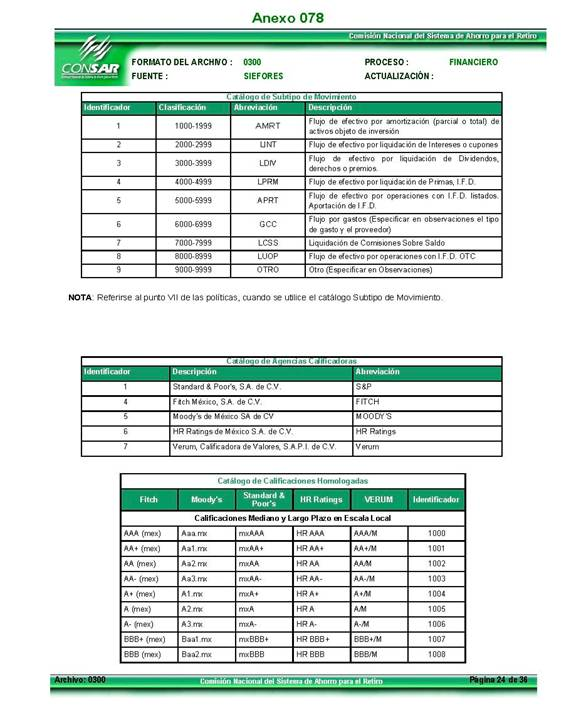 Anexo 078
Comisión Nacional del Sistema de Ahorro para el Retiro
CONSAR
FORMATO DEL ARCHIVO : 0300 PROCESO : FINANCIERO
FUENTE : SIEFORES ACTUALIZACIÓN :
Catálogo de Subtipo de Movimiento
Identificador Clasificación Abreviación Descripción
1 1000-1999 AMRT Flujo de efectivo por amortización (parcial o total) de
activos objeto de inversión
2 2000-2999 LINT Flujo de efectivo por liquidación de Intereses o cupones
3 3000-3999 LDIV Flujo de efectivo por liquidación de Dividendos,
derechos o premios.
4 4000-4999 LPRM Flujo de efectivo por liquidación de Primas, I.F.D.
5 5000-5999 APRT Flujo de efectivo por operaciones con I.F.D. listados.
Aportación de I.F.D.
6 6000-6999 GCC Flujo por gastos (Especificar en observaciones el tipo
de gasto y el proveedor)
7 7000-7999 LCSS Liquidación de Comisiones Sobre Saldo
8 8000-8999 LUOP Flujo de efectivo por operaciones con I.F.D. OTC
9 9000-9999 OTRO Otro (Especificar en Observaciones)
NOTA: Referirse al punto VII de las políticas, cuando se utilice el catálogo Subtipo de Movimiento.
Catálogo de Agencias Calificadoras
Identificador Descripción Abreviación
1 Standard & Poor's, S.A. de C.V. S&P
4 Fitch México, S.A. de C.V. FITCH
5 Moody's de México SA de CV MOODY'S
6 HR Ratings de México S.A. de C.V. HR Ratings
7 Verum, Calificadora de Valores, S.A.P.I. de C.V. Verum
Catálogo de Calificaciones Homologadas
Fitch Moody's Standard & Poor's HR Ratings VERUM Identificador
Calificaciones Mediano y Largo Plazo en Escala Local
AAA (mex) Aaa.mx mxAAA HR AAA AAA/M 1000
AA+ (mex) Aa1.mx mxAA+ HR AA+ AA+/M 1001
AA (mex) Aa2.mx mxAA HR AA AA/M 1002
AA- (mex) Aa3.mx mxAA- HR AA- AA-/M 1003
A+ (mex) A1.mx mxA+ HR A+ A+/M 1004
A (mex) A2.mx mxA HR A A/M 1005
A- (mex) A3.mx mxA- HR A- A-/M 1006
BBB+ (mex) Baa1.mx mxBBB+ HR BBB+ BBB+/M 1007
BBB (mex) Baa2.mx mxBBB HR BBB BBB/M 1008
Archivo: 0300 Comisión Nacional del Sistema de Ahorro para el Retiro Página 24 de 36